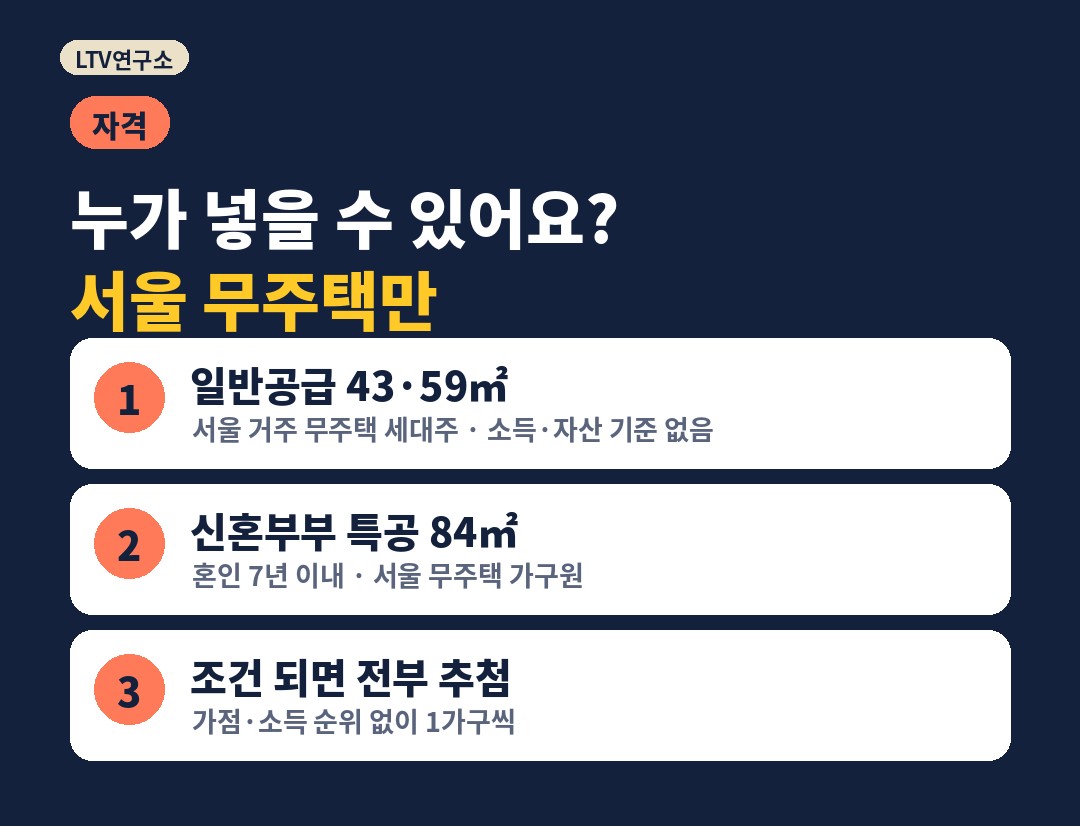 LTV연구소
자격
누가 넣을 수 있어요?
서울 무주택만
1
일반공급 43·59㎡
서울 거주 무주택 세대주 · 소득·자산 기준 없음
2
신혼부부 특공 84㎡
혼인 7년 이내 · 서울 무주택 가구원
3
조건 되면 전부 추첨
가점·소득 순위 없이 1가구씩